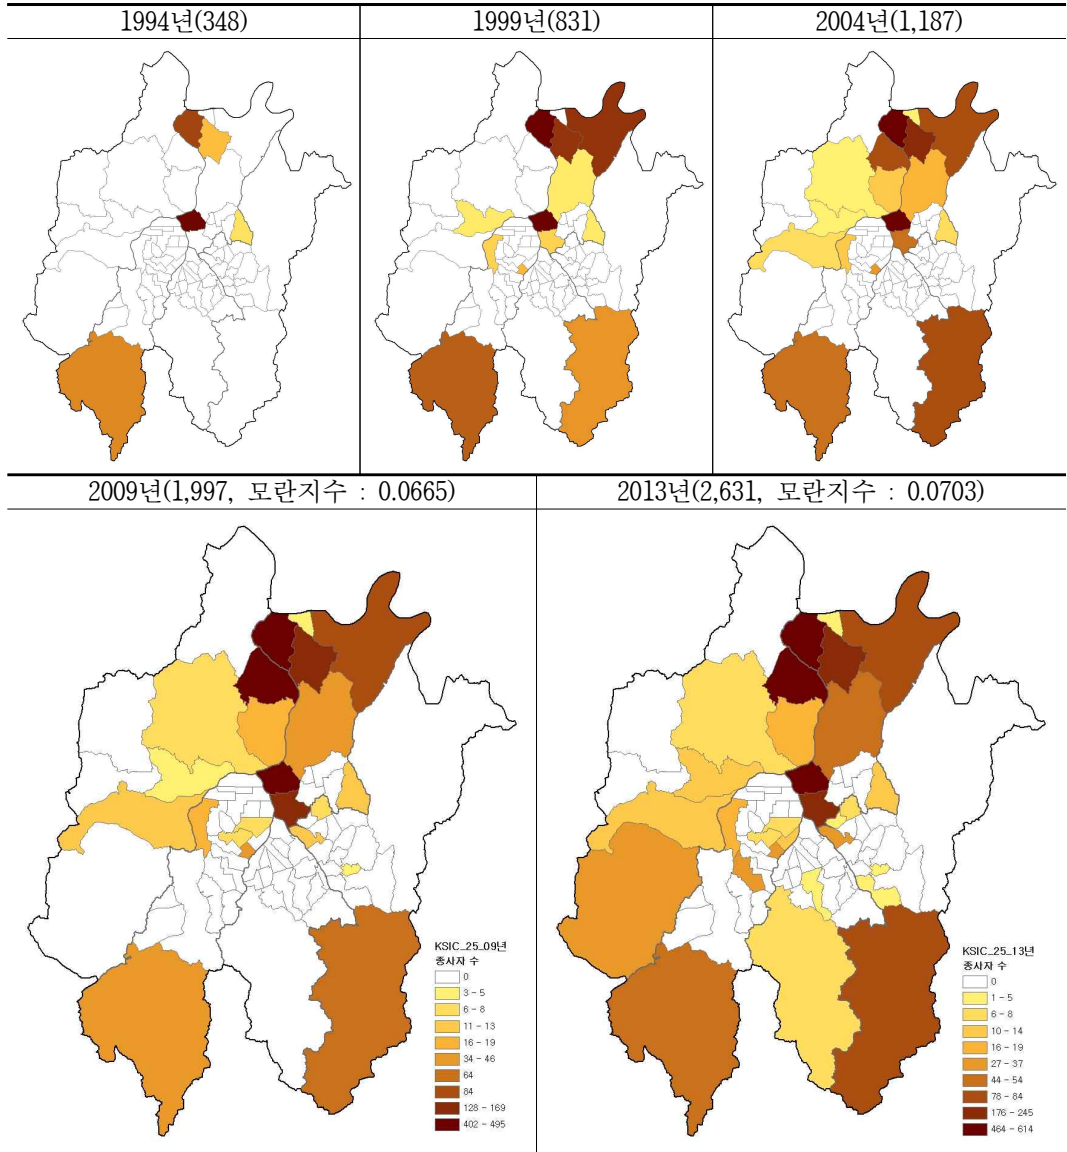 1994년(348)
1999년(831)
2004년(1,187)
2009년(1,997, 모란지수 : 0.0665)
2013년(2,631, 모란지수 : 0.0703)
KSIC_25_09년
종사자 수
0
3 - 5
6 - 8
11 - 13
16 - 19
34 - 46
64
84
128 - 169
402 - 495
KSIC_25_13년
종사자 수
0
1 - 5
6 - 8
10 - 14
16 - 19
27 - 37
44 - 54
78 - 84
176 - 245
464 - 614